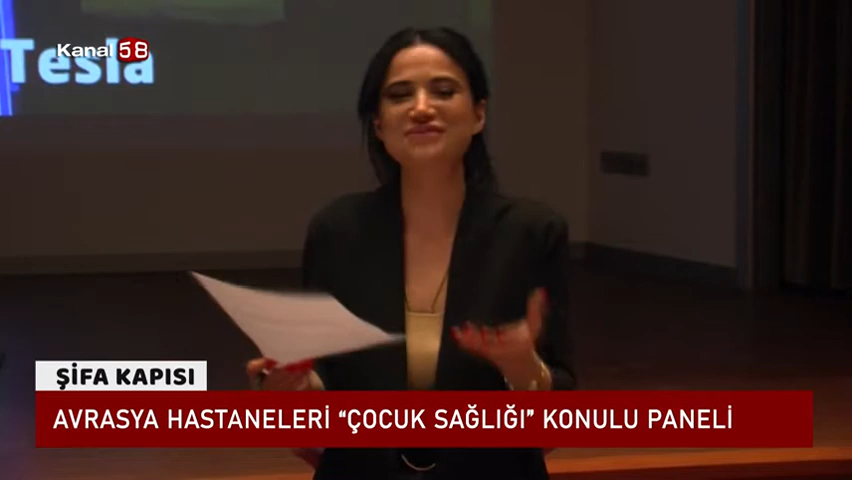 Kanal 58
Tesla
ŞİFA KAPISI
AVRASYA HASTANELERİ “ÇOCUK SAĞLIĞI” KONULU PANELİ